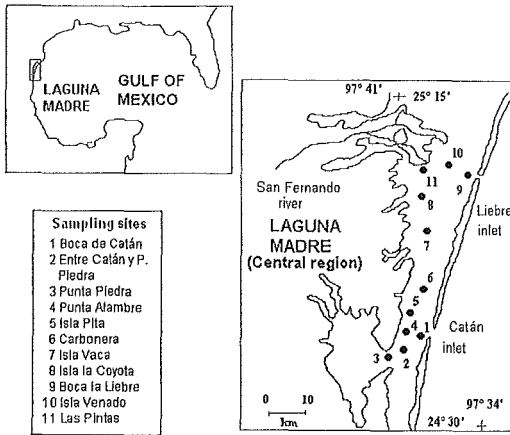 LAGUNA
MADRE
GULF OF
MEXICO
Sampling sites
1 Boca de Catán
2 Entre Catán y P.
Piedra
3 Punta Piedra
4 Punta Alambre
5 Isla Pita
6 Carbonera
7 Isla Vaca
8 Isla la Coyota
9 Boca la Liebre
10 Isla Venado
11 Las Pintas
97° 41'
25° 15'
10
11
9
San Fernando
river
8
Liebre
inlet
LAGUNA
MADRE
(Central region)
7
6
5
4
1
Catán
inlet
3
2
0 10
km
97° 34'
24° 30'